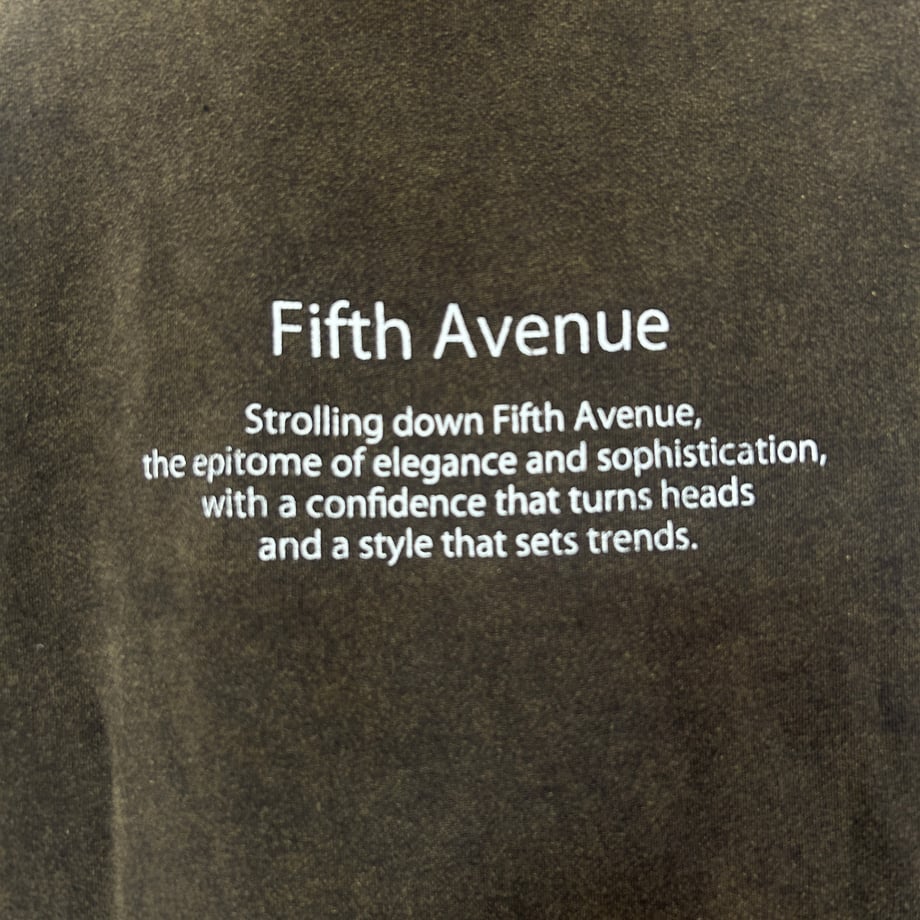 Fifth Avenue
Strolling down Fifth Avenue,
the epitome of elegance and sophistication,
with a confidence that turns heads
and a style that sets trends.